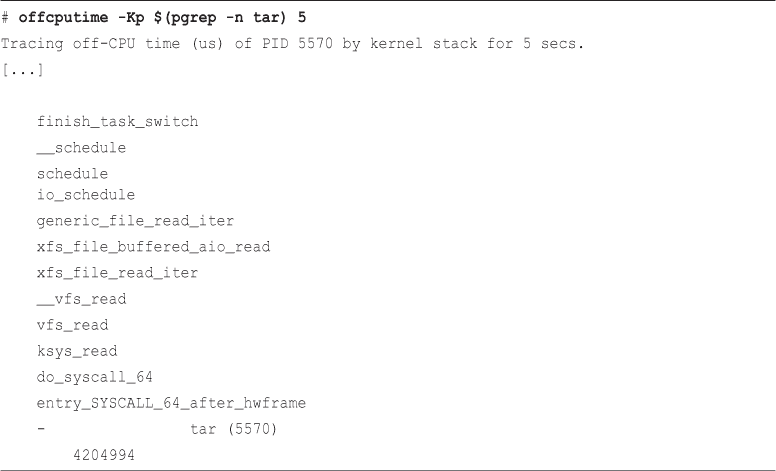 # offcputime -Kp $(pgrep -n tar) 5
Tracing off-CPU time (us) of PID 5570 by kernel stack for 5 secs.
[...]
finish_task_switch
__schedule
schedule
io_schedule
generic_file_read_iter
xfs_file_buffered_aio_read
xfs_file_read_iter
__vfs_read
vfs_read
ksys_read
do_syscall_64
entry_SYSCALL_64_after_hwframe
-                tar (5570)
4204994